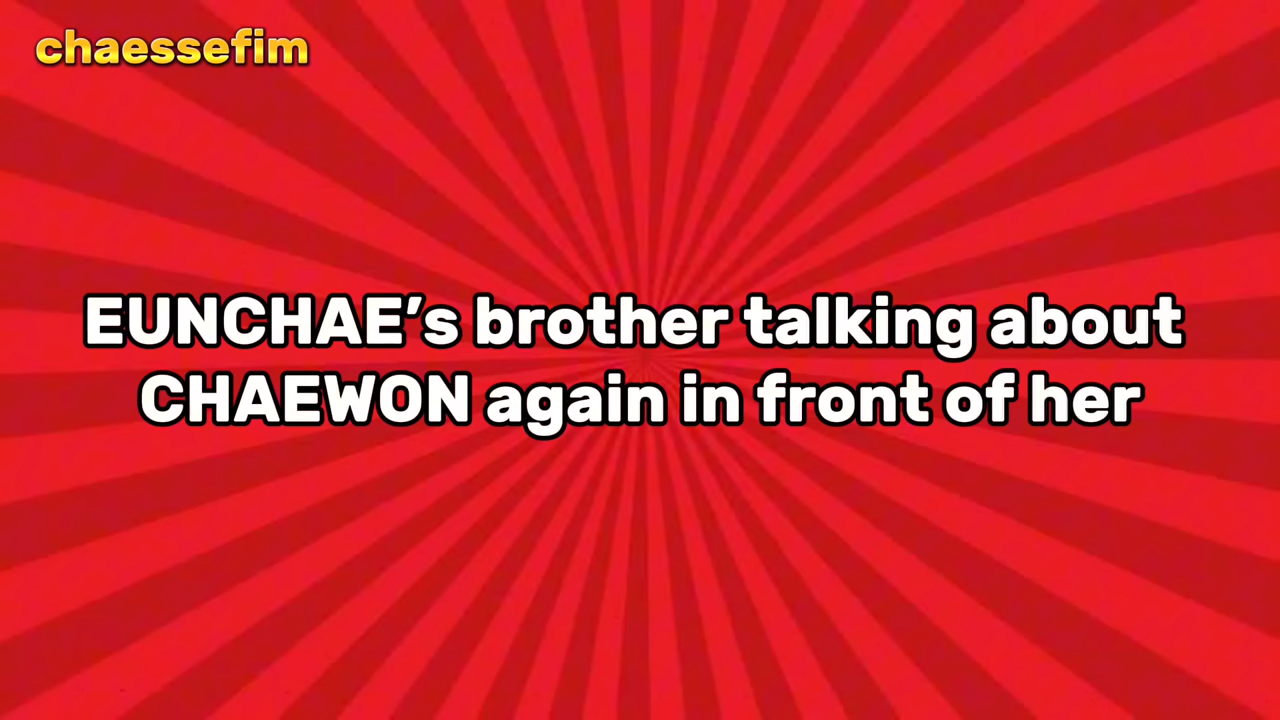 chaessefim
EUNCHAE’s brother talking about
CHAEWON again in front of her